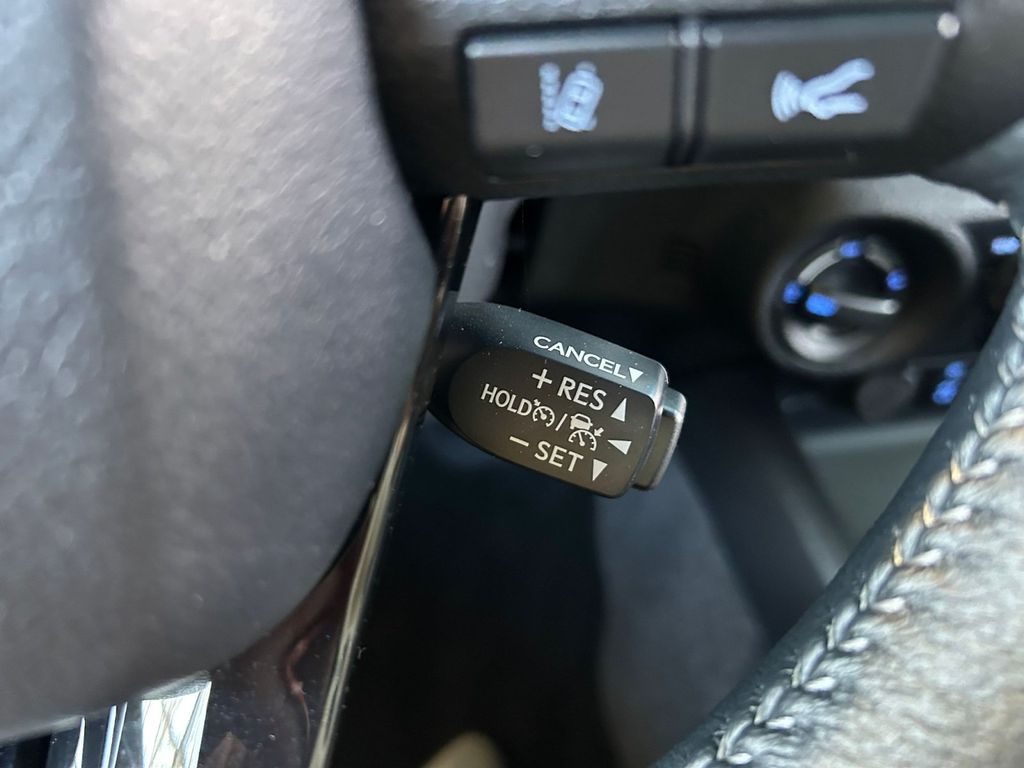 CANCEL
+ RES
HOLD /
– SET